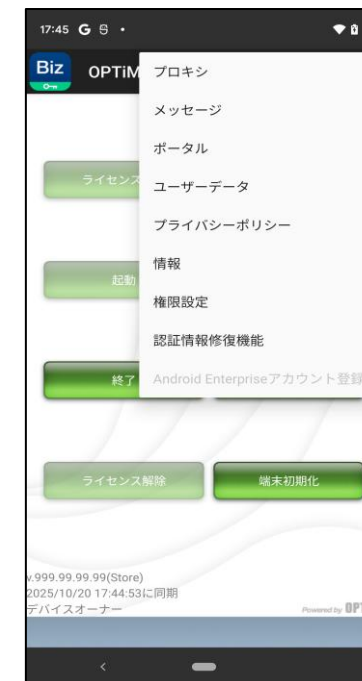 17:45 G
Biz OPTiM
プロキシ
メッセージ
ポータル
ユーザーデータ
プライバシーポリシー
情報
権限設定
認証情報修復機能
Android Enterpriseアカウント登録
ライセンス
起動
終了
ライセンス解除 端末初期化
v.999.99.99.99(Store)
2025/10/20 17:44:53に同期
デバイスオーナー Powered by OPT